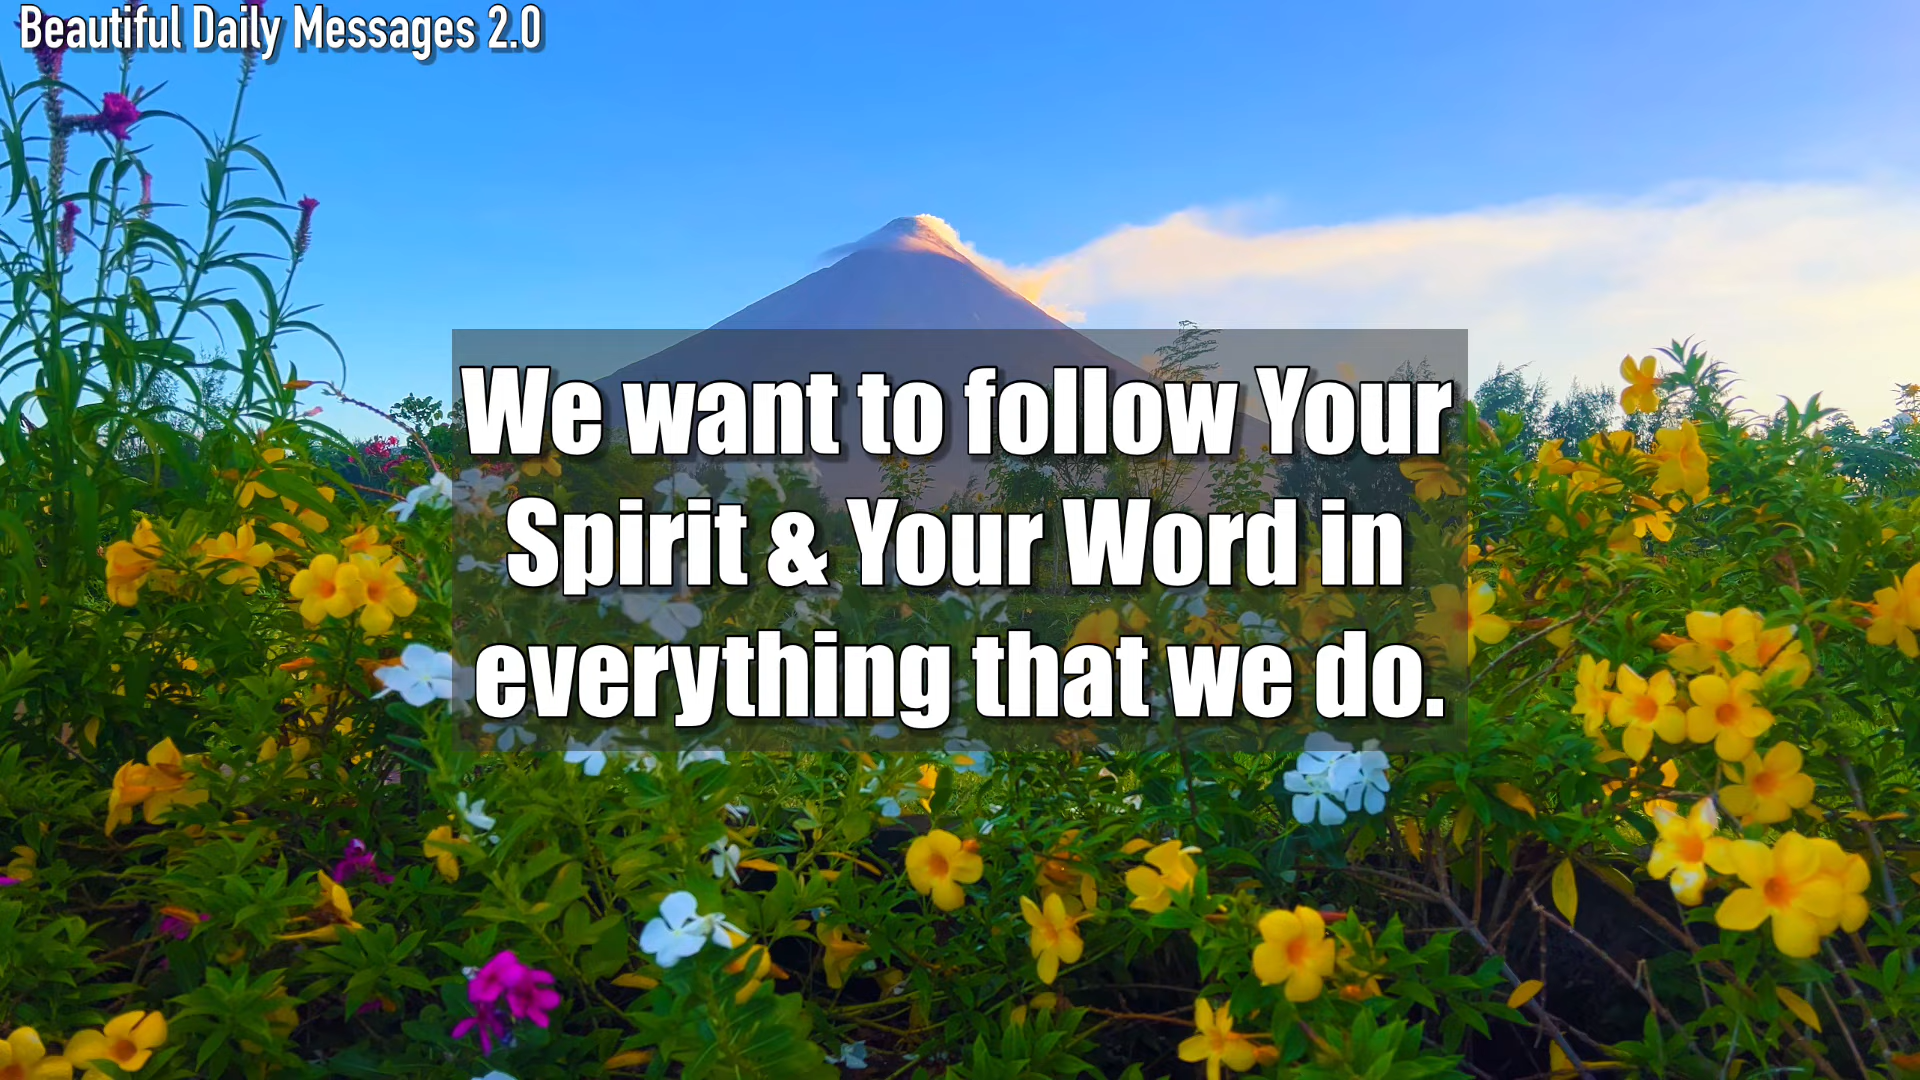 Beautiful Daily Messages 2.0
We want to follow Your
Spirit & Your Word in
everything that we do.